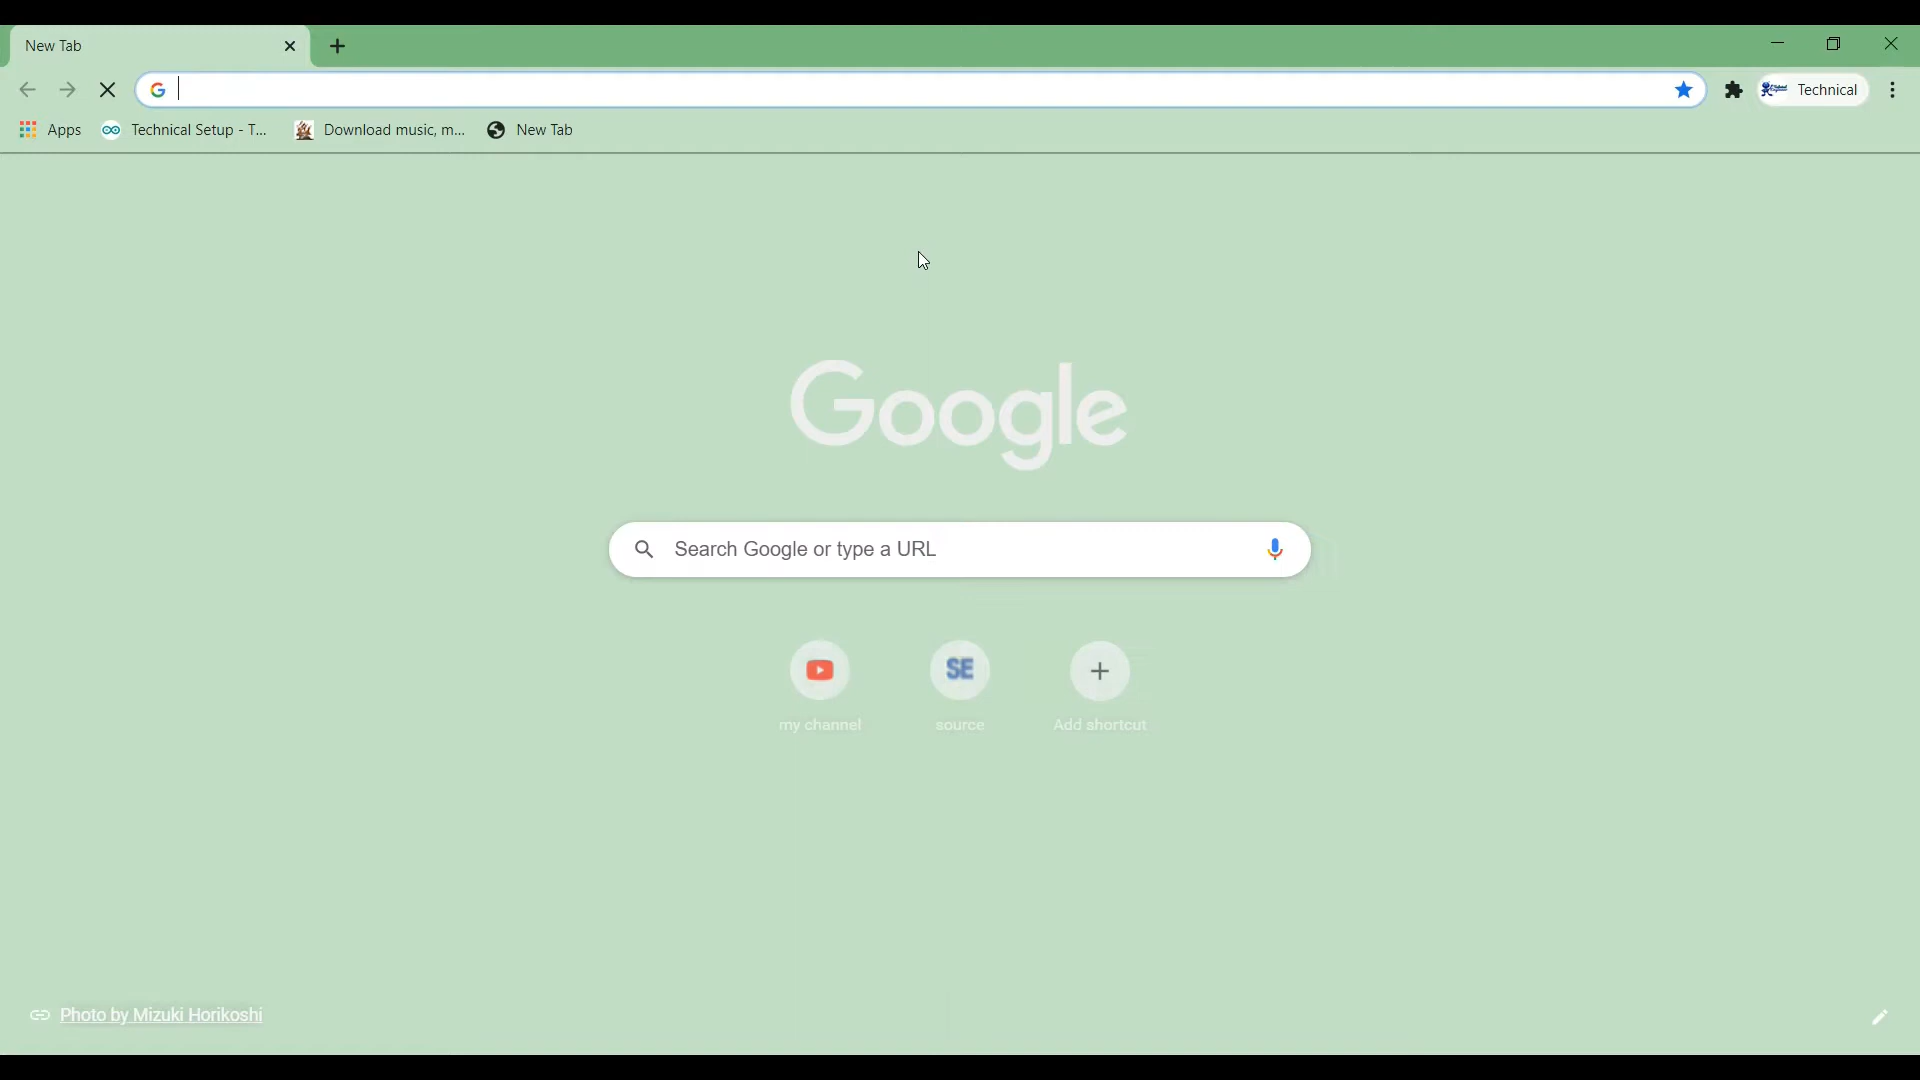 New Tab
Technical
Apps
Technical Setup - T...
Download music, m...
New Tab
Google
Search Google or type a URL
SE
my channel
source
Add shortcut
Photo by Mizuki Horikoshi